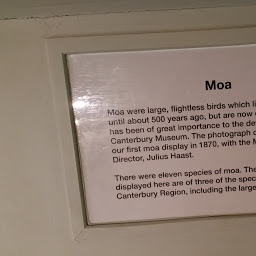 Moa
Moa were large, flightless birds which li
until about 500 years ago, but are now
has been of great importance to the de
Canterbury Museum. The photograph
our first moa display in 1870, with the
Director, Julius Haast.
There were eleven species of moa. The
displayed here are of three of the spec
Canterbury Region, including the large